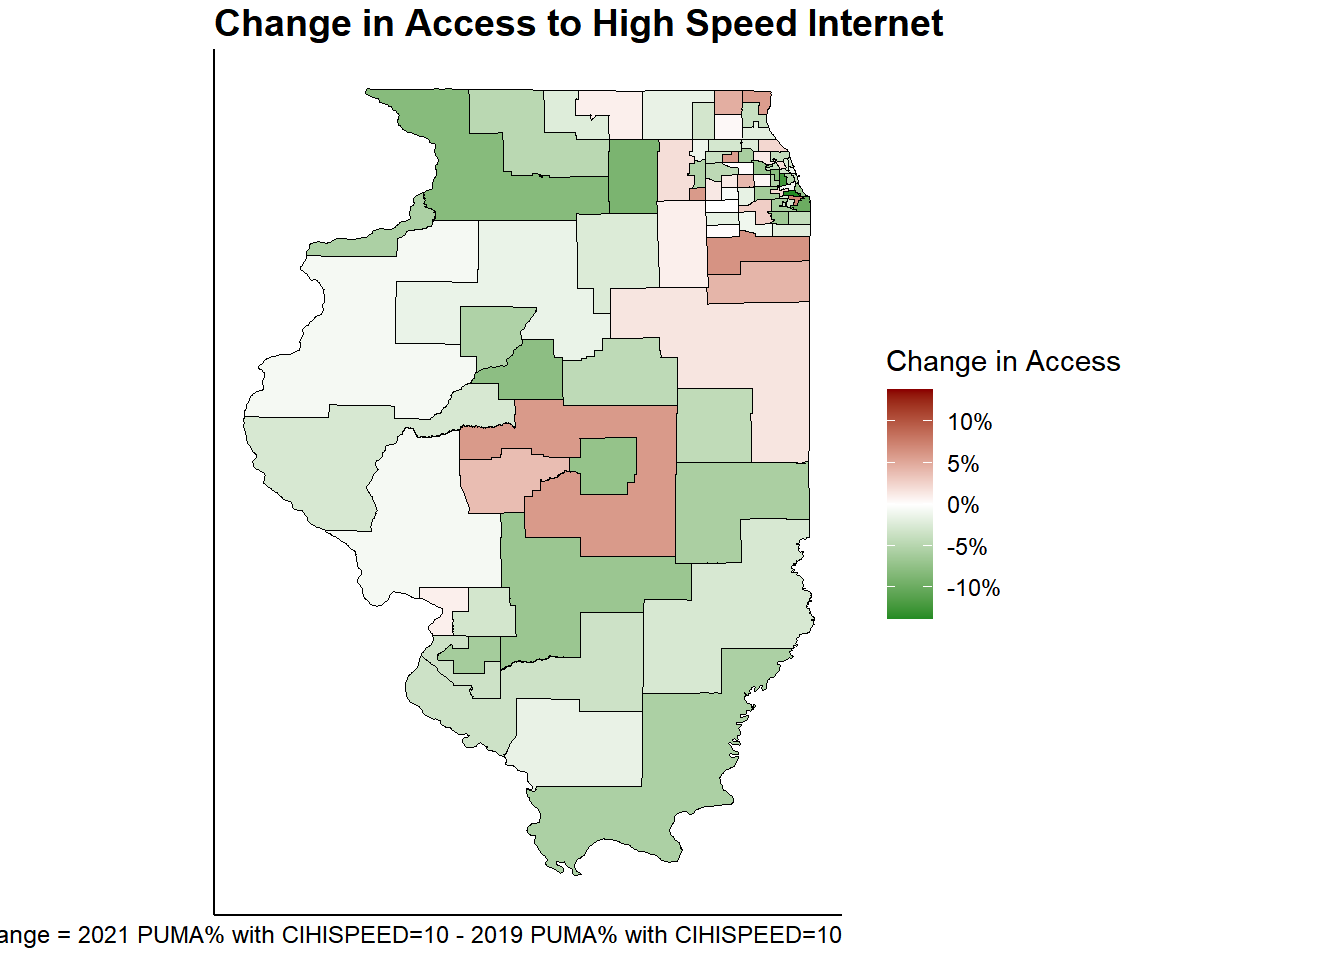 Change in Access to High Speed Internet
Change in Access
10%
5%
0%
-5%
-10%
ange = 2021 PUMA% with CIHISPEED=10 - 2019 PUMA% with CIHISPEED=10